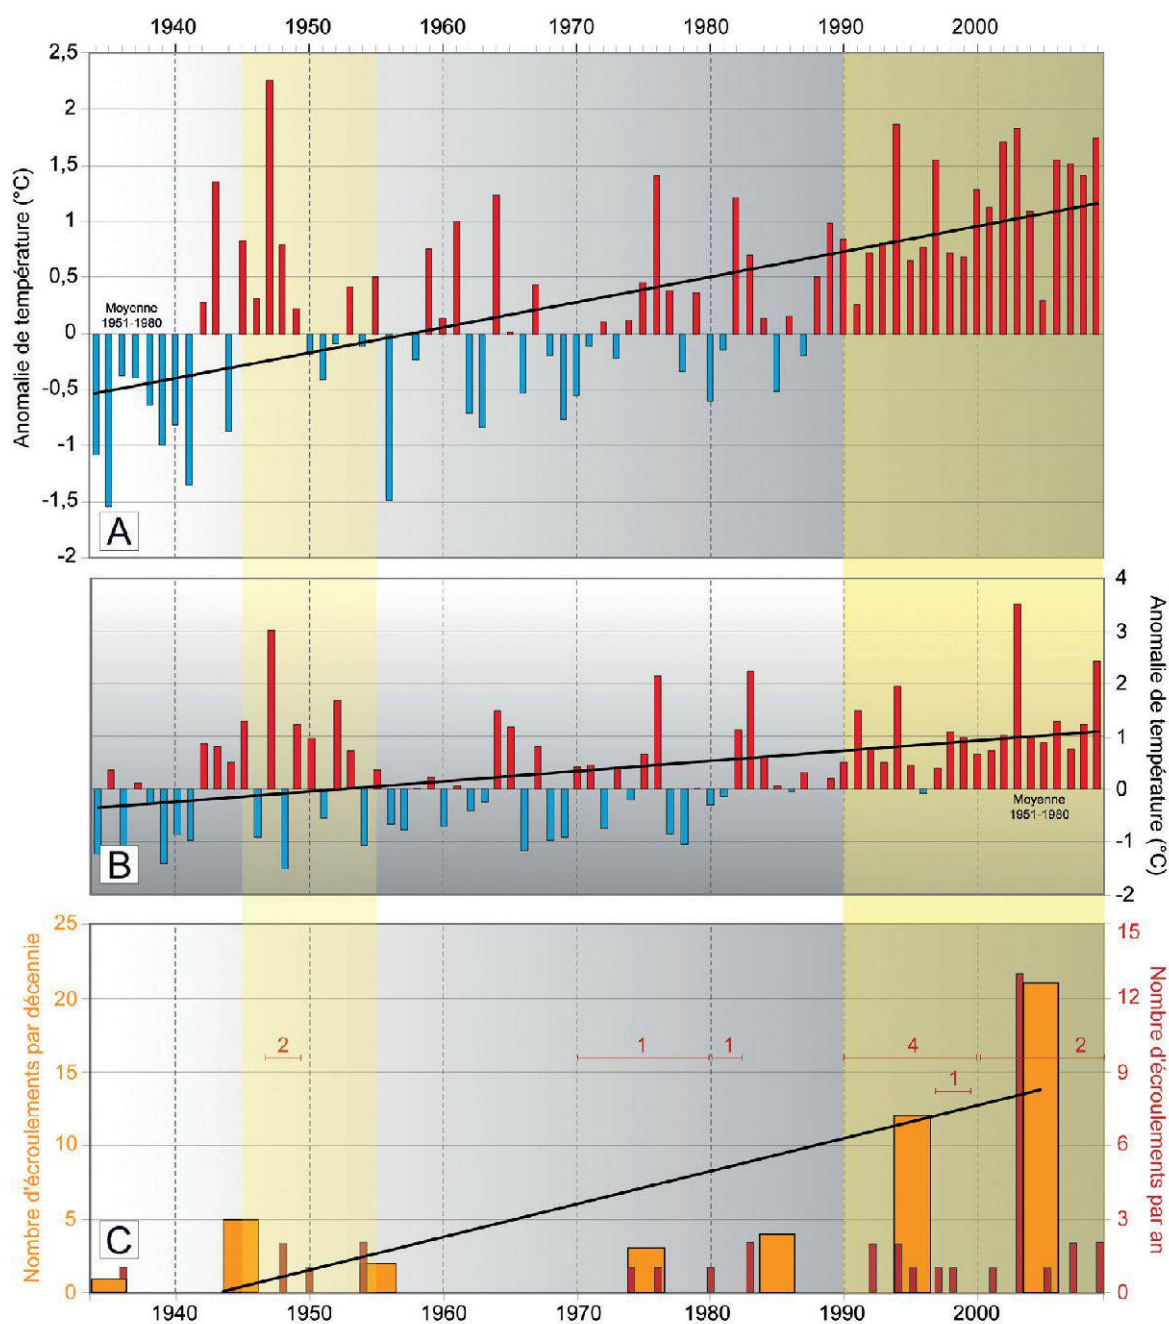 1940 1950 1960 1970 1980 1990 2000
2,5
2
1,5
1
0,5
0
-0,5
-1
-1,5
-2
Anomalie de température (°C)
Moyenne
1951-1980
A
4
3
2
1
0
-1
-2
Anomalie de température (°C)
Moyenne
1951-1980
B
25
20
15
10
5
0
Nombre d'écroulements par décennie
15
12
9
6
3
0
Nombre d'écroulements par an
2 1 1 4 2
1
C
1940 1950 1960 1970 1980 1990 2000